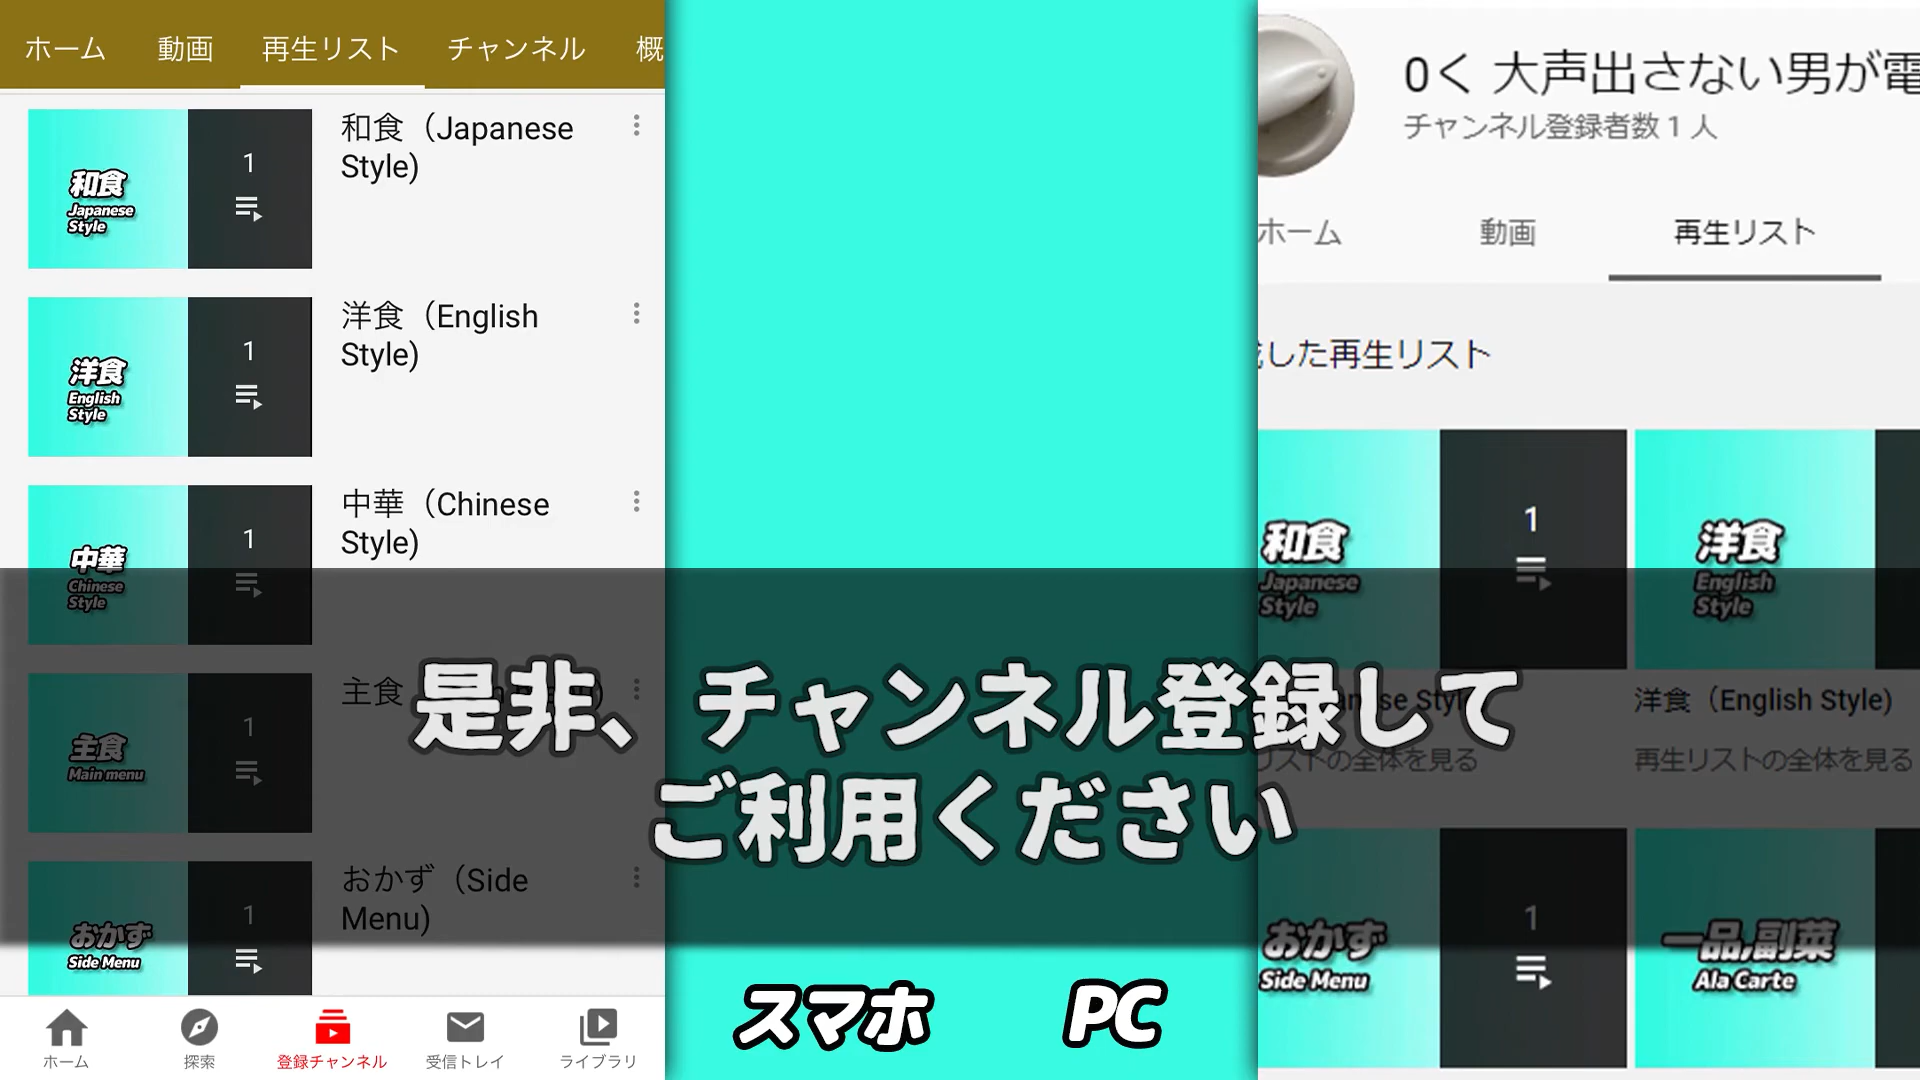 ホーム 動画 再生リスト チャンネル 概
和食
Japanese
Style
1
和食（Japanese
Style)
洋食
English
Style
1
洋食（English
Style)
中華
Chinese
Style
1
中華（Chinese
Style)
主食
Main menu
1
主食
おかず
Side Menu
1
おかず（Side
Menu)
ホーム 探索 登録チャンネル 受信トレイ ライブラリ
0く 大声出さない男が電
チャンネル登録者数 1 人
ホーム 動画 再生リスト
した再生リスト
和食
Japanese
Style
1
洋食
English
Style
洋食（English Style)
リストの全体を見る
再生リストの全体を見る
おかず
Side Menu
1
一品,副菜
Ala Carte
是非、チャンネル登録して
ご利用ください
スマホ PC